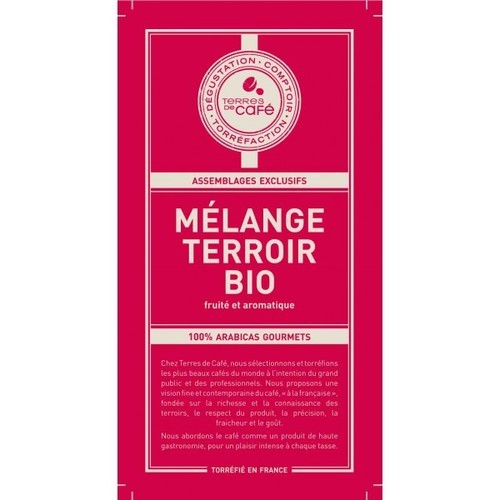 DÉGUSTATION · COMPTOIR · TORRÉFACTION ·
TERRES
DE CAFÉ
ASSEMBLAGES EXCLUSIFS
MÉLANGE
TERROIR
BIO
fruité et aromatique
100% ARABICAS GOURMETS
Chez Terres de Café, nous sélectionnons et torréfions
les plus beaux cafés du monde à l'intention du grand
public et des professionnels. Nous proposons une
vision fine et contemporaine du café, « à la française »,
fondée sur la richesse et la connaissance des
terroirs, le respect du produit, la précision, la
fraicheur et le goût.
Nous abordons le café comme un produit de haute
gastronomie, pour un plaisir intense à chaque tasse.
TORRÉFIÉ EN FRANCE